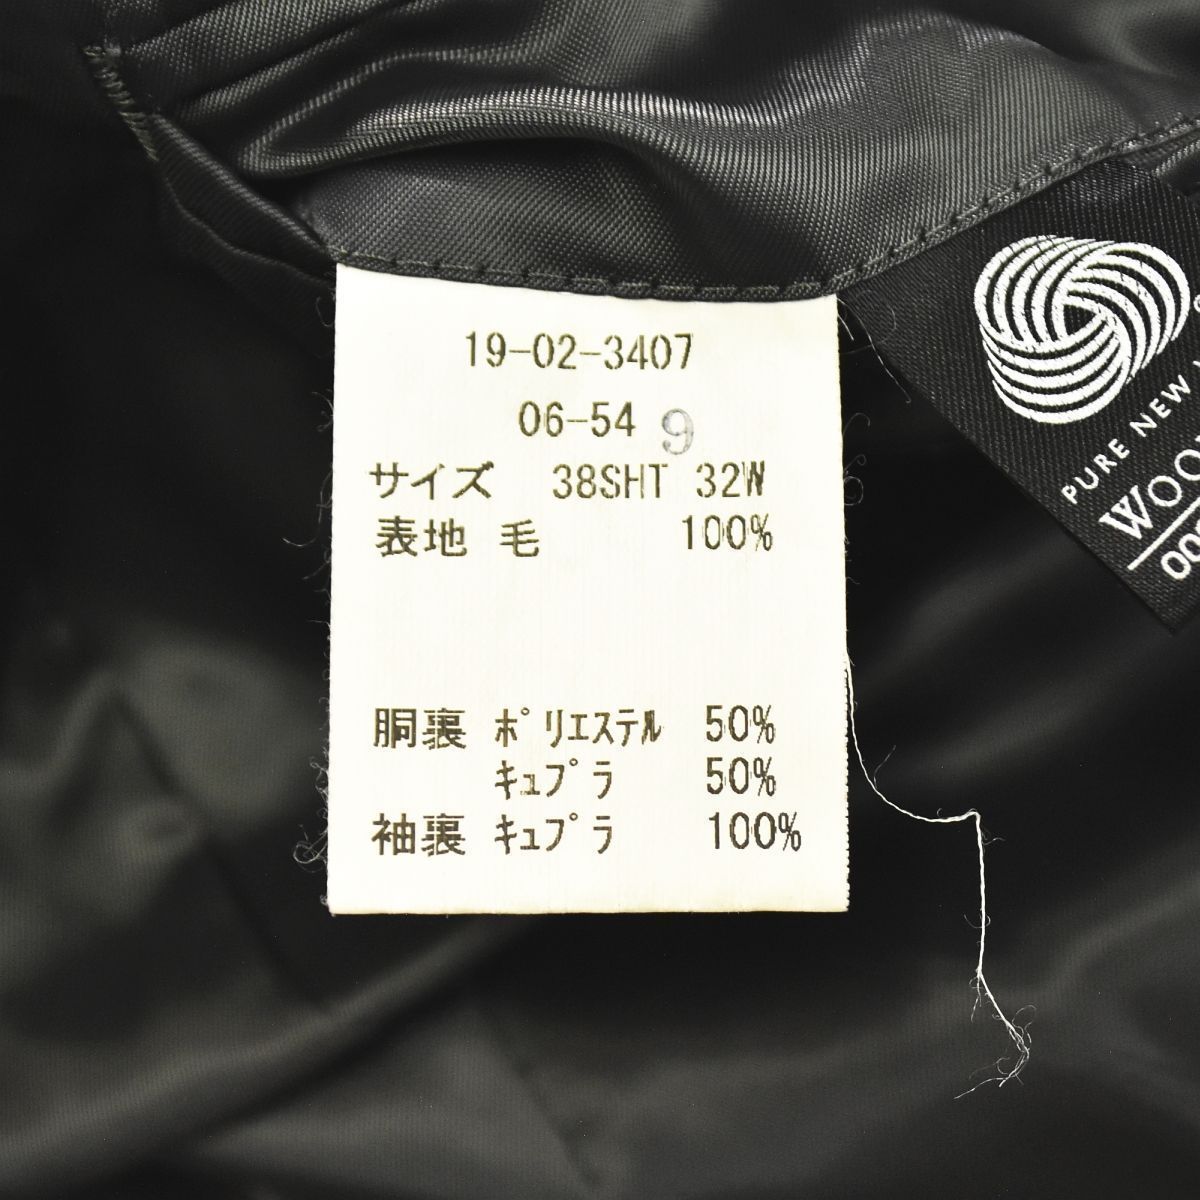 19-02-3407
06-54 9
サイズ 38SHT 32W
表地 毛 100%
胴裏 ポリエステル 50%
キュプラ 50%
袖裏 キュプラ 100%
PURE NEW